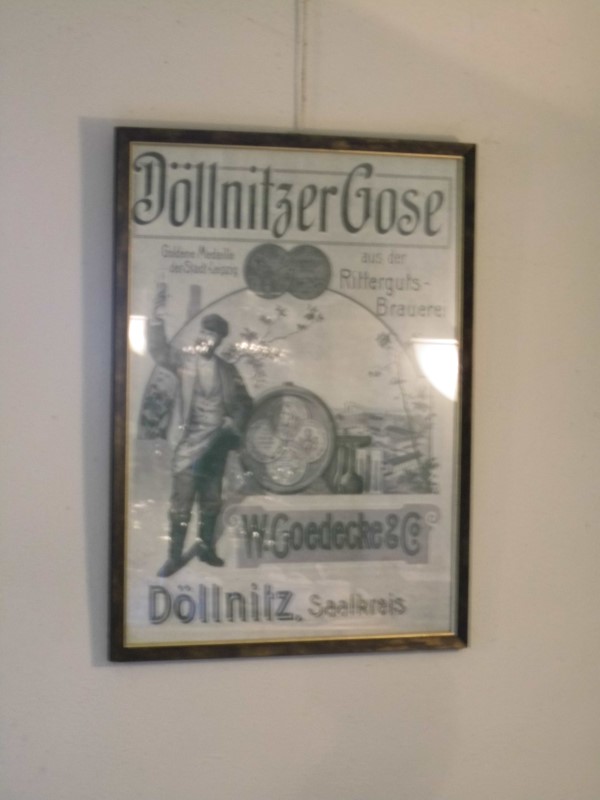 Döllnitzer Gose
Goldene Medaille
der Stadt Leipzig
aus der
Ritterguts-
Brauerei
W. Goedecke & Co
Döllnitz. Saalkreis